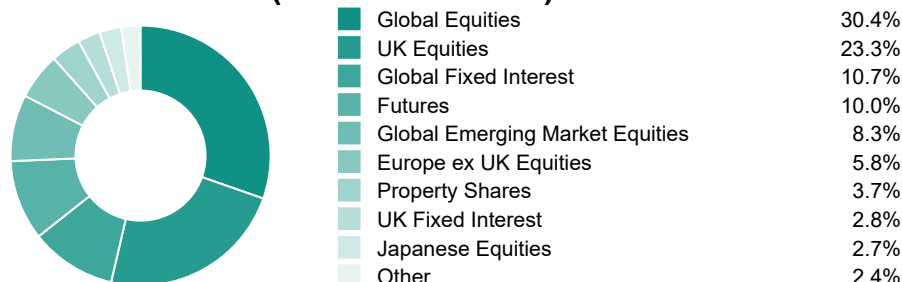 Global Equities 30.4%
UK Equities 23.3%
Global Fixed Interest 10.7%
Futures 10.0%
Global Emerging Market Equities 8.3%
Europe ex UK Equities 5.8%
Property Shares 3.7%
UK Fixed Interest 2.8%
Japanese Equities 2.7%
Other 2.4%